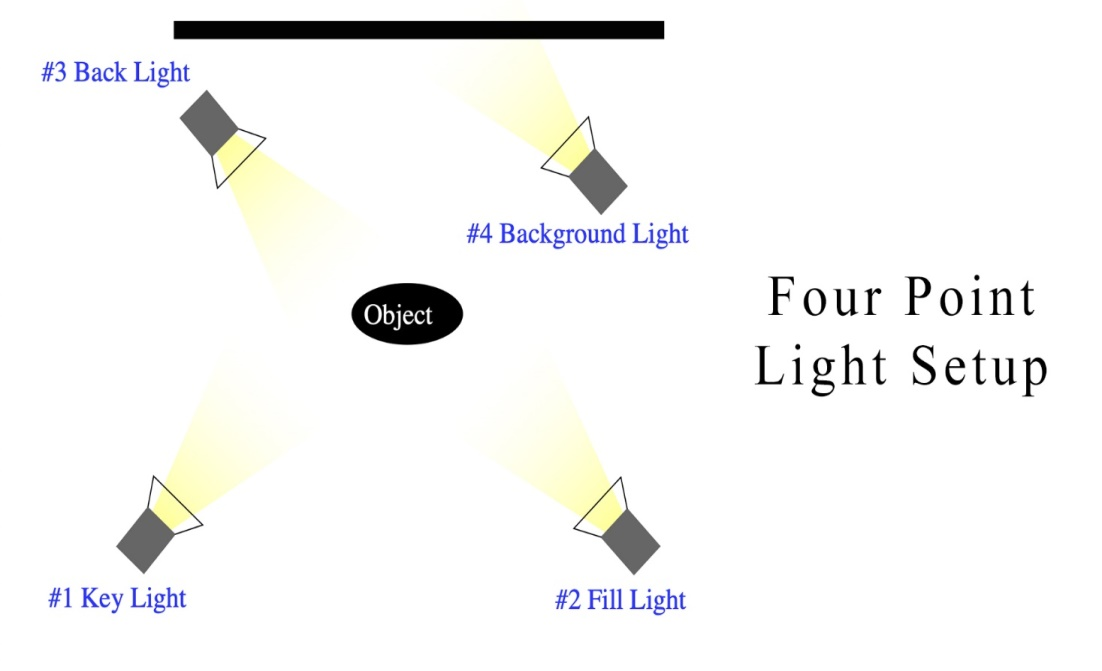 #3 Back Light
#4 Background Light
Object
Four Point
Light Setup
#1 Key Light
#2 Fill Light